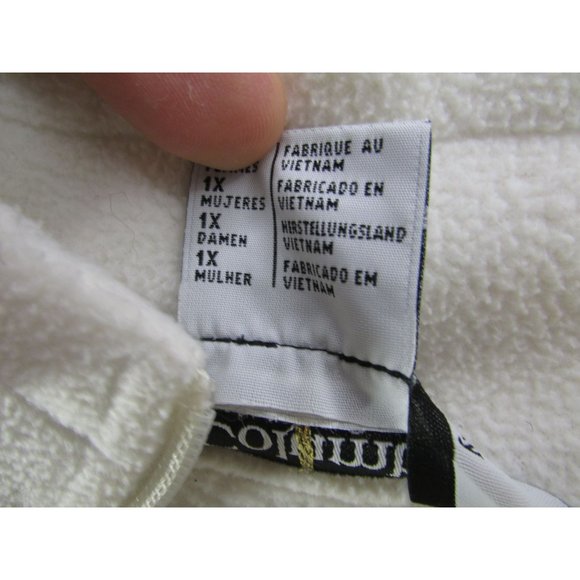 1X
MUJERES
1X
DAMEN
1X
MULHER
FABRIQUE AU
VIETNAM
FABRICADO EN
VIETNAM
HERSTELLUNGSLAND
VIETNAM
FABRICADO EM
VIETNAM